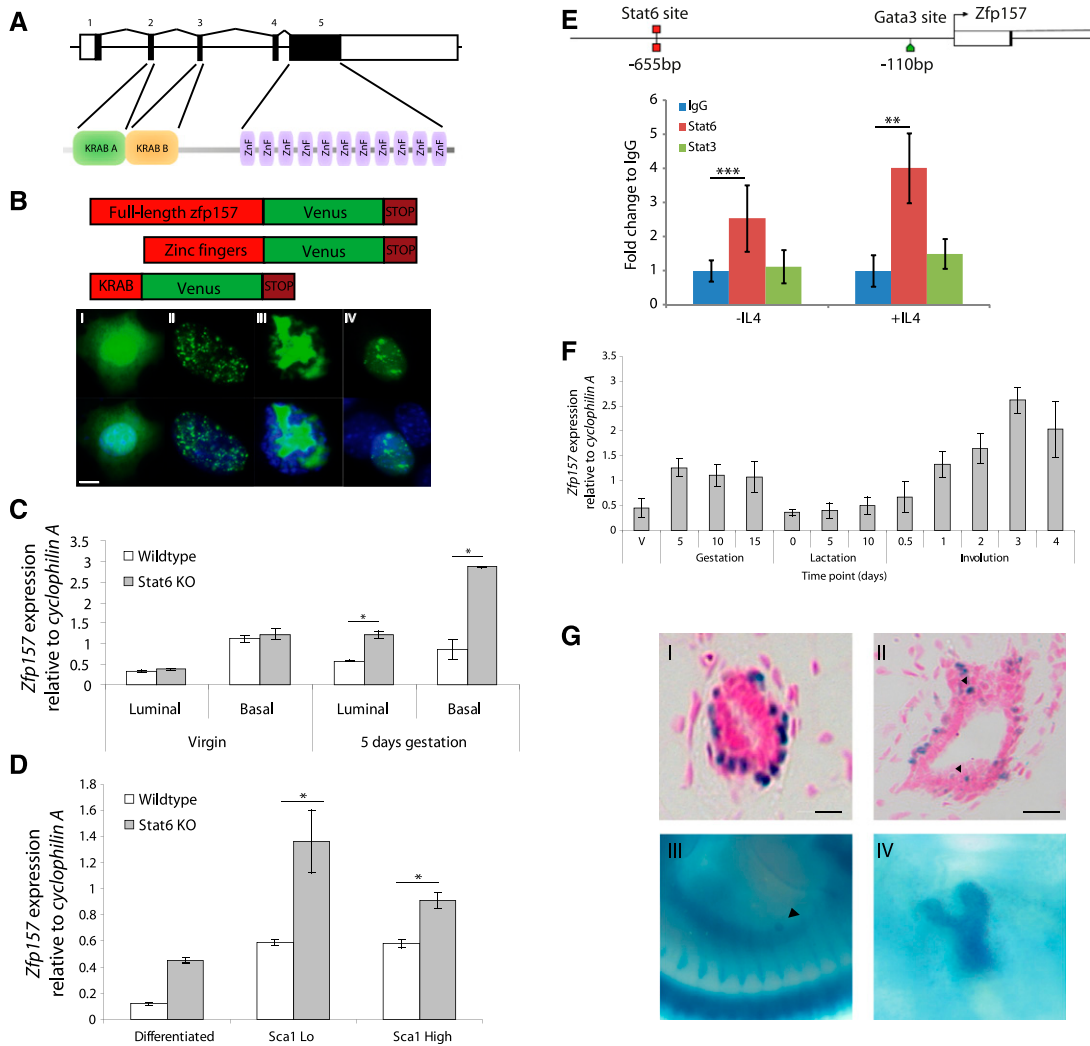 A
1 2 3 4 5
KRAB A KRAB B ZnF ZnF ZnF ZnF ZnF ZnF ZnF ZnF ZnF ZnF
B
Full-length zfp157 Venus STOP
Zinc fingers Venus STOP
KRAB Venus STOP
I II III IV
C
Zfp157 expression
relative to cyclophilin A
3.5
3
2.5
2
1.5
1
0.5
0
Wildtype
Stat6 KO
* *
Luminal Basal Luminal Basal
Virgin 5 days gestation
D
Zfp157 expression
relative to cyclophilin A
1.8
1.6
1.4
1.2
1
0.8
0.6
0.4
0.2
0
Wildtype
Stat6 KO
* *
Differentiated Sca1 Lo Sca1 High
E
Stat6 site Gata3 site Zfp157
-655bp -110bp
Fold change to IgG
6
5
4
3
2
1
0
IgG
Stat6
Stat3
*** **
-IL4 +IL4
F
Zfp157 expression
relative to cyclophilin A
3.5
3
2.5
2
1.5
1
0.5
0
V 5 10 15 0 5 10 0.5 1 2 3 4
Gestation Lactation Involution
Time point (days)
G
I II
III IV